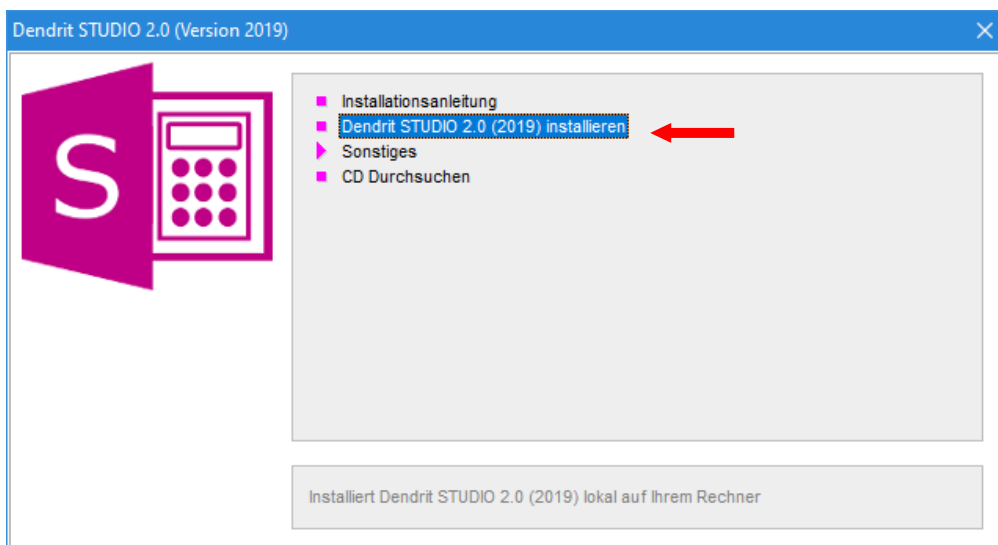 Dendrit STUDIO 2.0 (Version 2019)
S
Installationsanleitung
Dendrit STUDIO 2.0 (2019) installieren
Sonstiges
CD Durchsuchen
Installiert Dendrit STUDIO 2.0 (2019) lokal auf Ihrem Rechner